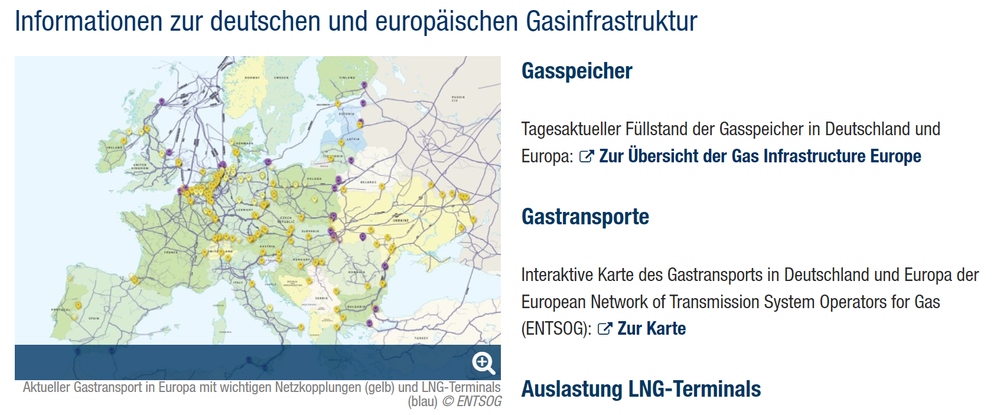 Informationen zur deutschen und europäischen Gasinfrastruktur
NORWAY
SWEDEN
FINLAND
RUSSIA
CIS
ESTONIA
LATVIA
IRELAND
DENMARK
UNITED
KINGDOM
POLAND
BELARUS
GERMANY
CZECH
REPUBLIC
UKRAINE
SLOVAKIA
AUSTRIA
FRANCE
HUNGARY
ROMANIA
ITALY
SERBIA
BULGARIA
PORTUGAL
SPAIN
TURKEY
Aktueller Gastransport in Europa mit wichtigen Netzkopplungen (gelb) und LNG-Terminals
(blau) © ENTSOG
Gasspeicher
Tagesaktueller Füllstand der Gasspeicher in Deutschland und
Europa: Zur Übersicht der Gas Infrastructure Europe
Gastransporte
Interaktive Karte des Gastransports in Deutschland und Europa der
European Network of Transmission System Operators for Gas
(ENTSOG): Zur Karte
Auslastung LNG-Terminals